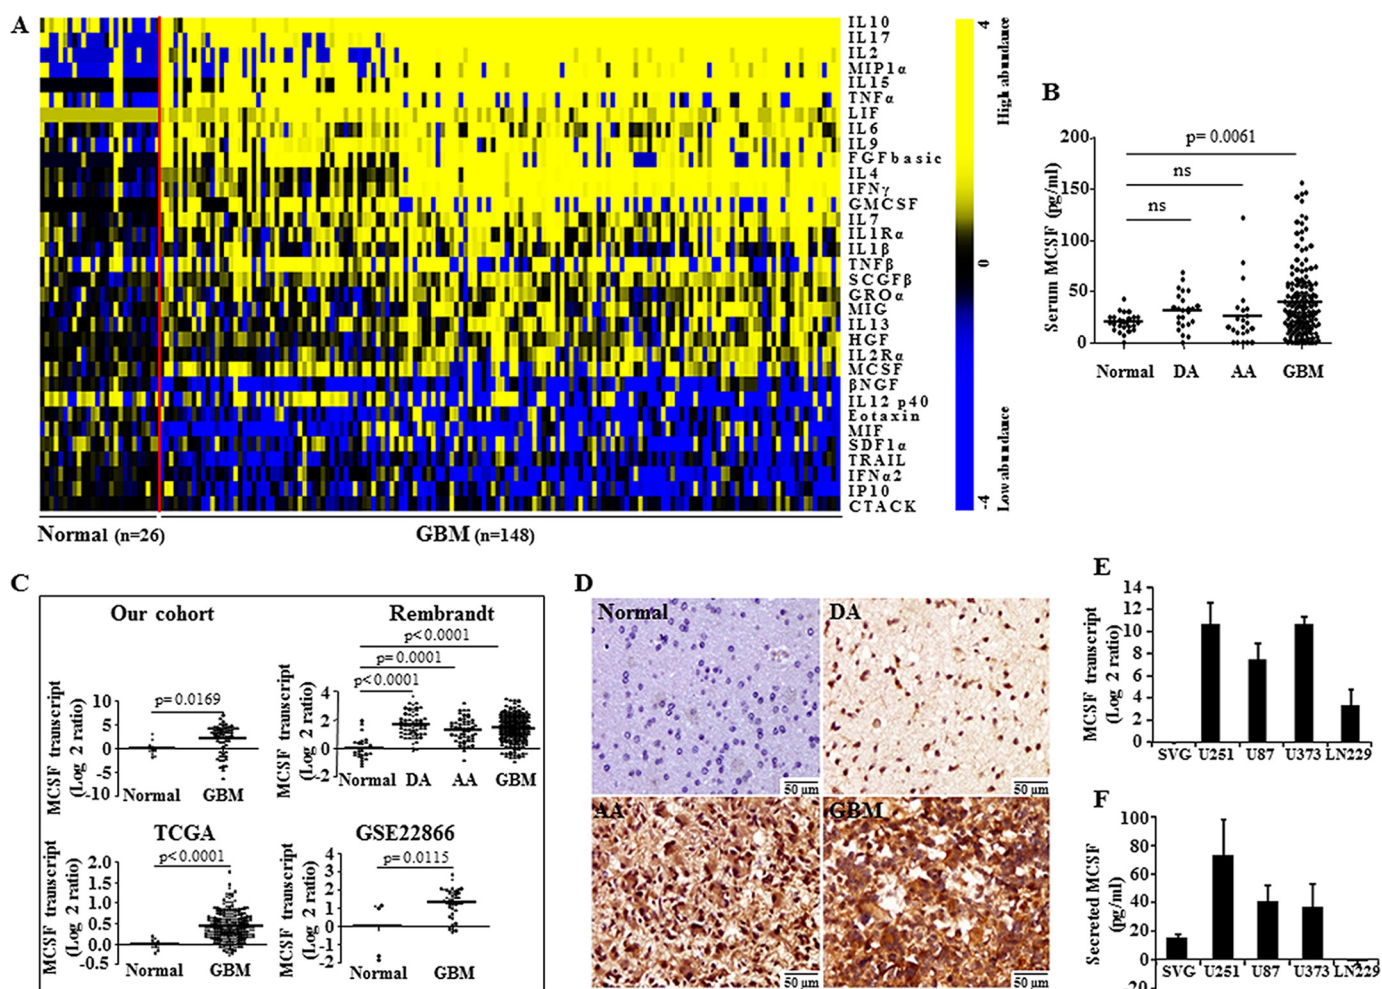 A
IL10
IL17
IL2
MIP1α
IL15
TNFα
LIF
IL6
IL9
FGFbasic
IL4
IFNγ
GMCSF
IL7
IL1Rα
IL1β
TNFβ
SCGFβ
GROα
MIG
IL13
HGF
IL2Rα
MCSF
βNGF
IL12 p40
Eotaxin
MIF
SDF1α
TRAIL
IFNα2
IP10
CTACK
Normal (n=26)
GBM (n=148)
4
High abundance
0
-4
Low abundance
B
Serum MCSF (pg/ml)
200
150
100
50
0
p= 0.0061
ns
ns
Normal DA AA GBM
C
Our cohort
MCSF transcript
(Log 2 ratio)
10
5
0
-5
-10
p=0.0169
Normal GBM
Rembrandt
MCSF transcript
(Log 2 ratio)
4
2
0
-2
p<0.0001
p=0.0001
p<0.0001
Normal DA AA GBM
TCGA
MCSF transcript
(Log 2 ratio)
2.0
1.5
1.0
0.5
0.0
-0.5
p<0.0001
Normal GBM
GSE22866
MCSF transcript
(Log 2 ratio)
4
3
2
1
0
-1
-2
p=0.0115
Normal GBM
D
Normal
50 µm
DA
50 µm
AA
50 µm
GBM
50 µm
E
MCSF transcript
(Log 2 ratio)
14
12
10
8
6
4
2
0
SVG U251 U87 U373 LN229
F
Secreted MCSF
(pg/ml)
100
80
60
40
20
0
-20
SVG U251 U87 U373 LN229